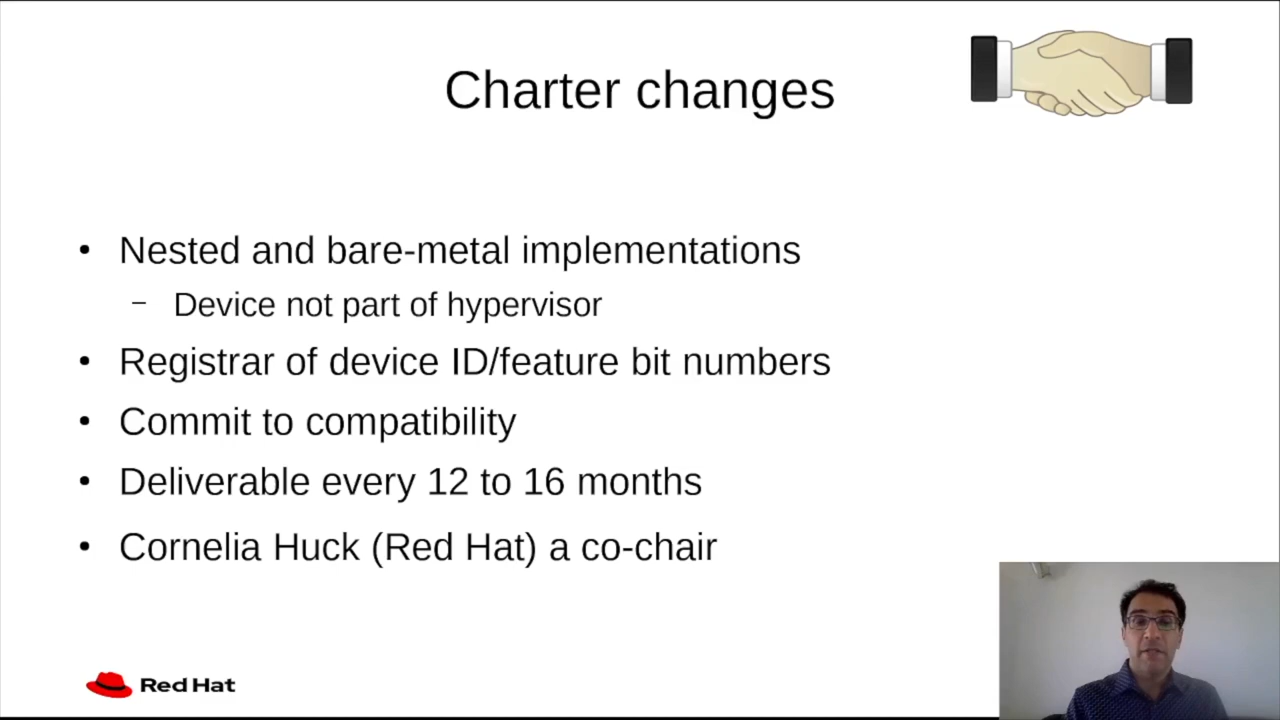 Charter changes
• Nested and bare-metal implementations
– Device not part of hypervisor
• Registrar of device ID/feature bit numbers
• Commit to compatibility
• Deliverable every 12 to 16 months
• Cornelia Huck (Red Hat) a co-chair
Red Hat